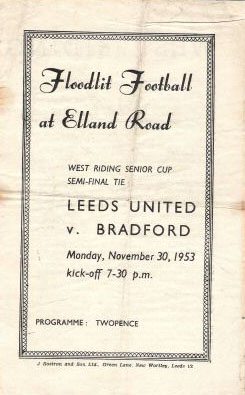 Floodlit Football
at Elland Road
WEST RIDING SENIOR CUP
SEMI-FINAL TIE
LEEDS UNITED
v. BRADFORD
Monday, November 30, 1953
kick-off 7-30 p.m.
PROGRAMME: TWOPENCE
J Bostron and Son Ltd., Green Lane, New Wortley, Leeds 12